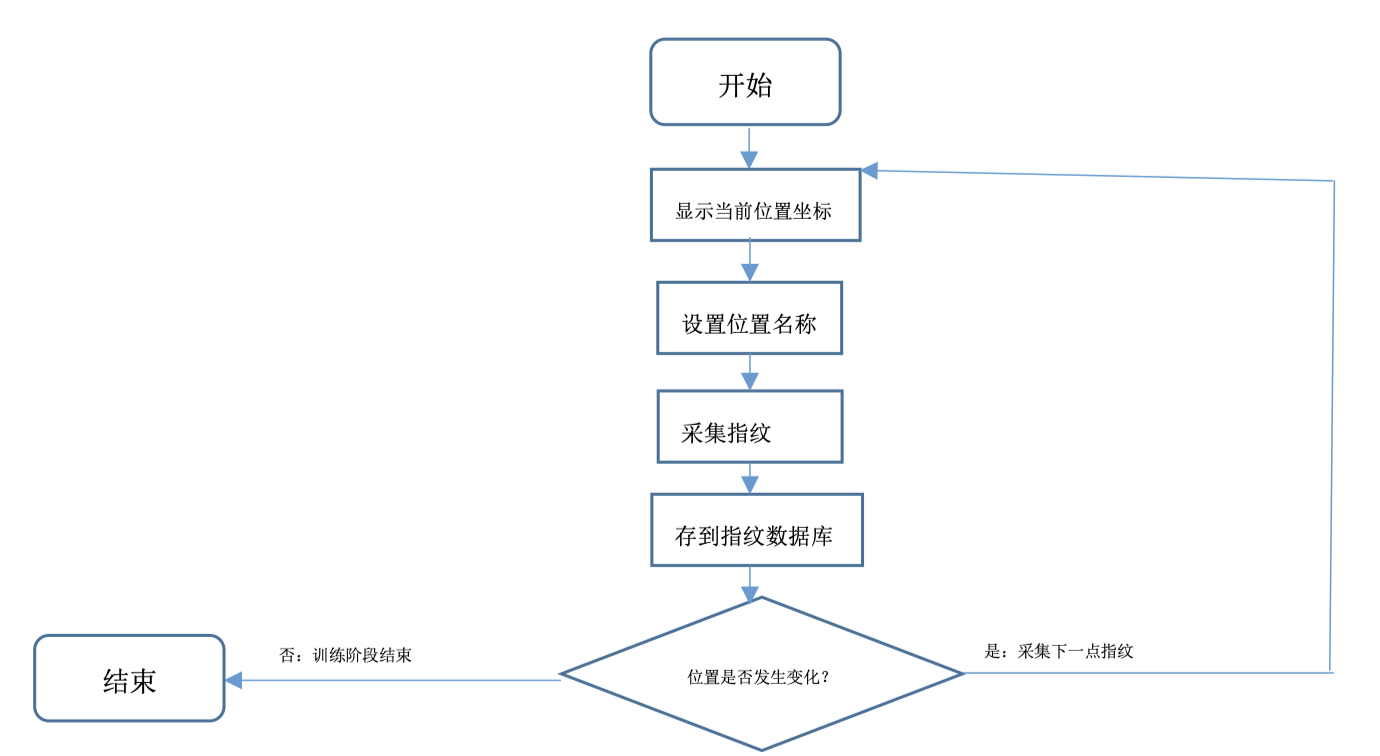 开始
显示当前位置坐标
设置位置名称
采集指纹
存到指纹数据库
位置是否发生变化？
否：训练阶段结束
是：采集下一点指纹
结束